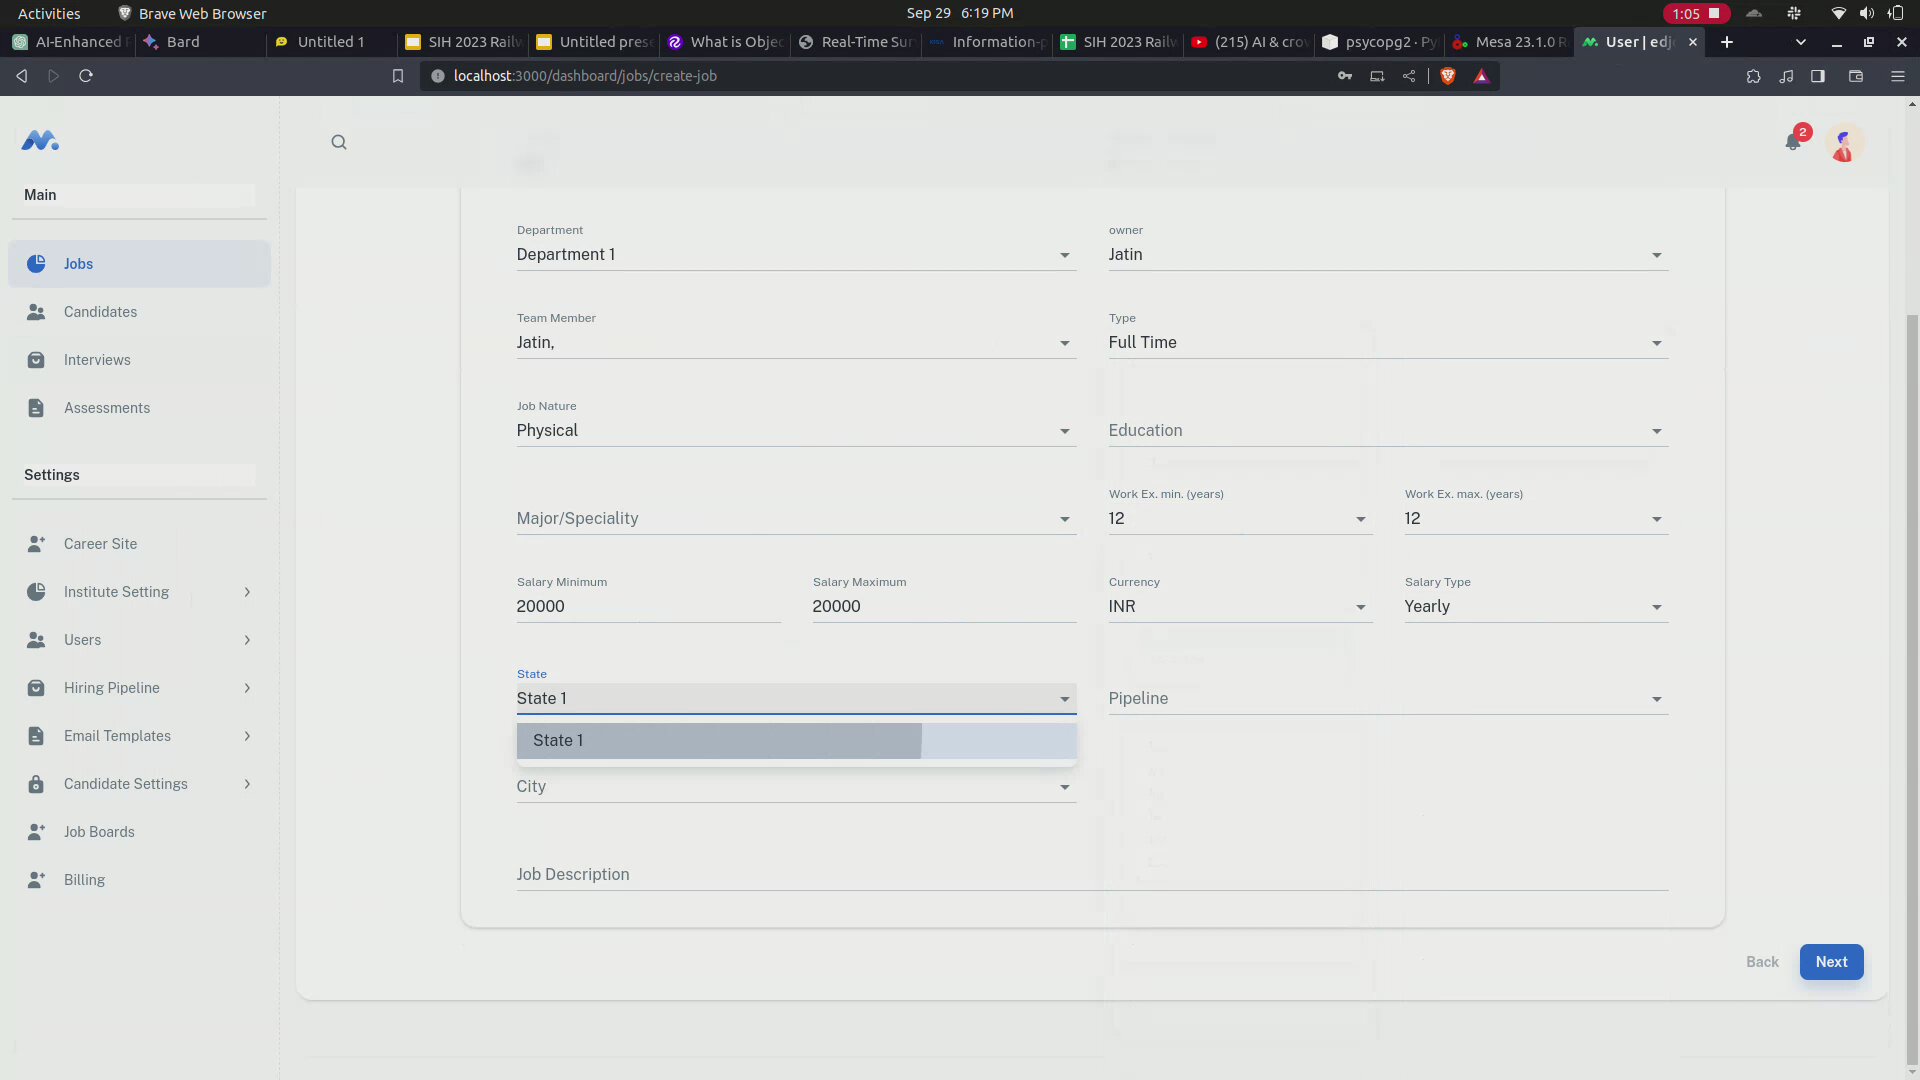 Activities
Brave Web Browser
Sep 29 6:19 PM
1:05
AI-Enhanced
Bard
Untitled 1
SIH 2023 Railw
Untitled prese
What is Objec
Real-Time Sur
Information-p
SIH 2023 Railw
(215) AI & crow
psycopg2 · Py
Mesa 23.1.0 R
User | edjo
localhost:3000/dashboard/jobs/create-job
2
Main
Jobs
Candidates
Interviews
Assessments
Settings
Career Site
Institute Setting
Users
Hiring Pipeline
Email Templates
Candidate Settings
Job Boards
Billing
Department
Department 1
owner
Jatin
Team Member
Jatin,
Type
Full Time
Job Nature
Physical
Education
Major/Speciality
Work Ex. min. (years)
12
Work Ex. max. (years)
12
Salary Minimum
20000
Salary Maximum
20000
Currency
INR
Salary Type
Yearly
State
State 1
State 1
Pipeline
City
Job Description
Back
Next